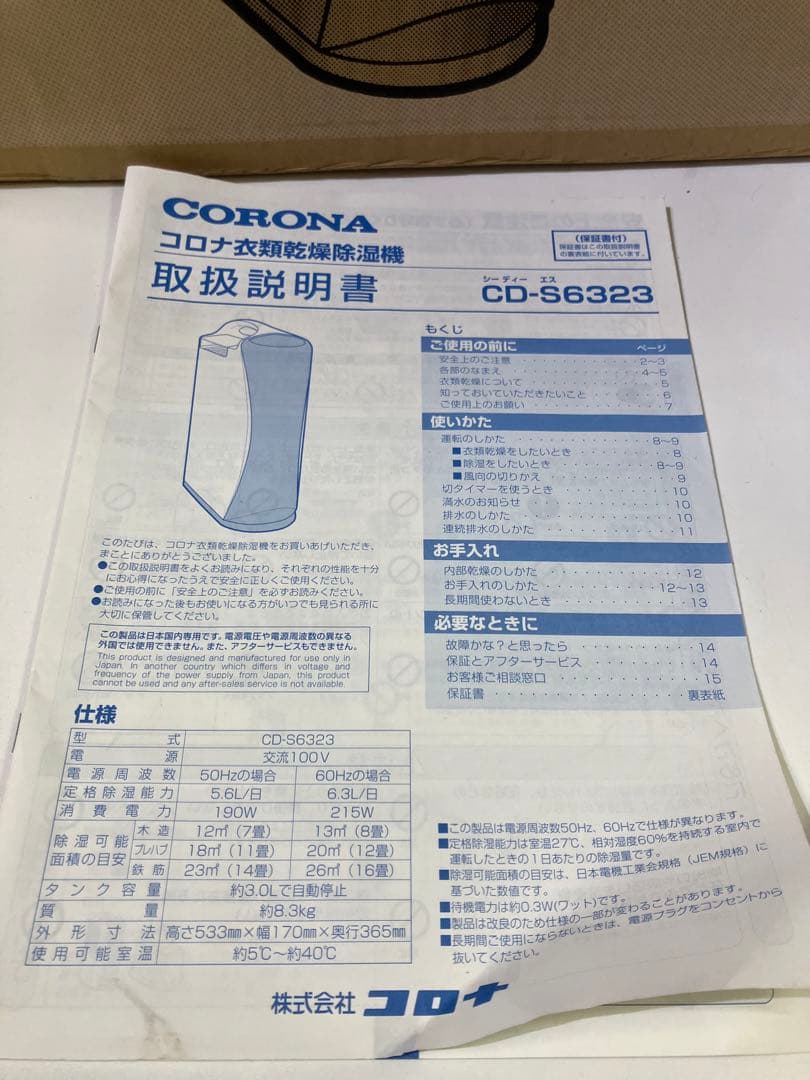 CORONA
コロナ衣類乾燥除湿機
取扱説明書
(保証書付)
保証書はこの取扱説明書
の裏表紙に付いています。
シー ディー エス
CD-S6323
もくじ
ご使用の前に ページ
安全上のご注意 ・・・・・・・・・・・・・ 2~3
各部のなまえ ・・・・・・・・・・・・・ 4~5
衣類乾燥について ・・・・・・・・・・・・・ 5
知っておいていただきたいこと ・・・・・・・ 6
ご使用上のお願い ・・・・・・・・・・・・・ 7
使いかた
運転のしかた ・・・・・・・・・・・・・ 8~9
■衣類乾燥をしたいとき ・・・・・・・・・ 8
■除湿をしたいとき ・・・・・・・・・ 8~9
■風向の切りかえ ・・・・・・・・・・・・ 9
切タイマーを使うとき ・・・・・・・・・・ 10
満水のお知らせ ・・・・・・・・・・・・・ 10
排水のしかた ・・・・・・・・・・・・・・ 10
連続排水のしかた ・・・・・・・・・・・・ 11
お手入れ
内部乾燥のしかた ・・・・・・・・・・・・ 12
お手入れのしかた ・・・・・・・・・ 12~13
長期間使わないとき ・・・・・・・・・・・ 13
必要なときに
故障かな?と思ったら ・・・・・・・・・・ 14
保証とアフターサービス ・・・・・・・・・ 14
お客様ご相談窓口 ・・・・・・・・・・・・ 15
保証書 ・・・・・・・・・・・・・・・ 裏表紙
このたびは、コロナ衣類乾燥除湿機をお買いあげいただき、
まことにありがとうございました。
●この取扱説明書をよくお読みになり、それぞれの性能を十分
にお心得になったうえで安全に正しくご使用ください。
●ご使用の前に「安全上のご注意」を必ずお読みください。
●お読みになった後もお使いになる方がいつでも見られる所に
大切に保管してください。
この製品は日本国内専用です。電源電圧や電源周波数の異なる
外国では使用できません。また、アフターサービスもできません。
This product is designed and manufactured for use only in
Japan. In another country which differs in voltage and
frequency of the power supply from Japan, this product
cannot be used and any after-sales service is not available.
仕様
型式 CD-S6323
電源 交流100V
電源周波数 50Hzの場合 60Hzの場合
定格除湿能力 5.6L/日 6.3L/日
消費電力 190W 215W
除湿可能面積の目安 木造 12㎡(7畳) 13㎡(8畳)
プレハブ 18㎡(11畳) 20㎡(12畳)
鉄筋 23㎡(14畳) 26㎡(16畳)
タンク容量 約3.0Lで自動停止
質量 約8.3kg
外形寸法 高さ533mm×幅170mm×奥行365mm
使用可能室温 約5℃~約40℃
■この製品は電源周波数50Hz、60Hzで仕様が異なります。
■定格除湿能力は室温27℃、相対湿度60%を持続する室内で
運転したときの1日あたりの除湿量です。
■除湿可能面積の目安は、日本電機工業会規格(JEM規格)に
基づいた数値です。
■待機電力は約0.3W(ワット)です。
■製品は改良のため仕様の一部が変わることがあります。
■長期間ご使用にならないときは、電源プラグをコンセントから
抜いてください。
株式会社 コロナ